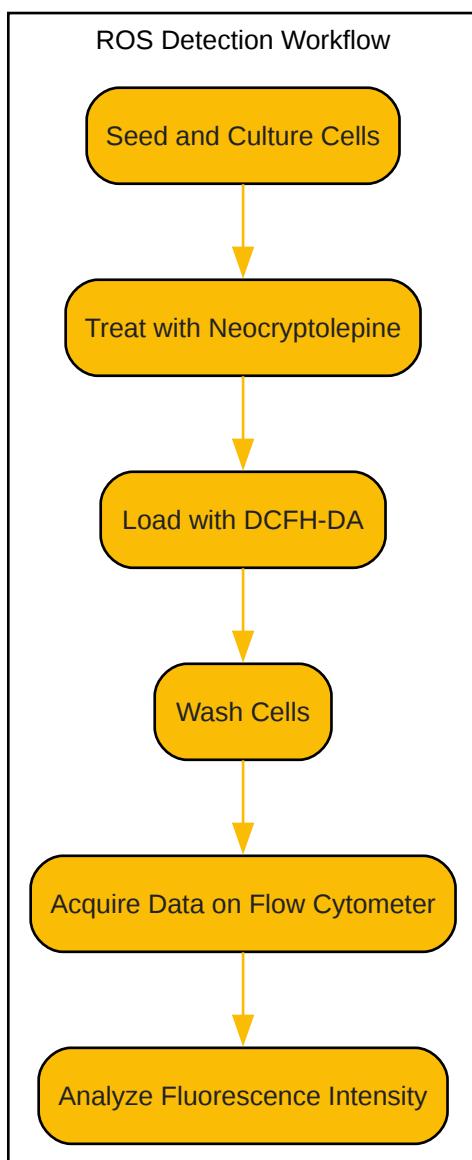 ROS Detection Workflow
Seed and Culture Cells
Treat with Neocryptolepine
Load with DCFH-DA
Wash Cells
Acquire Data on Flow Cytometer
Analyze Fluorescence Intensity